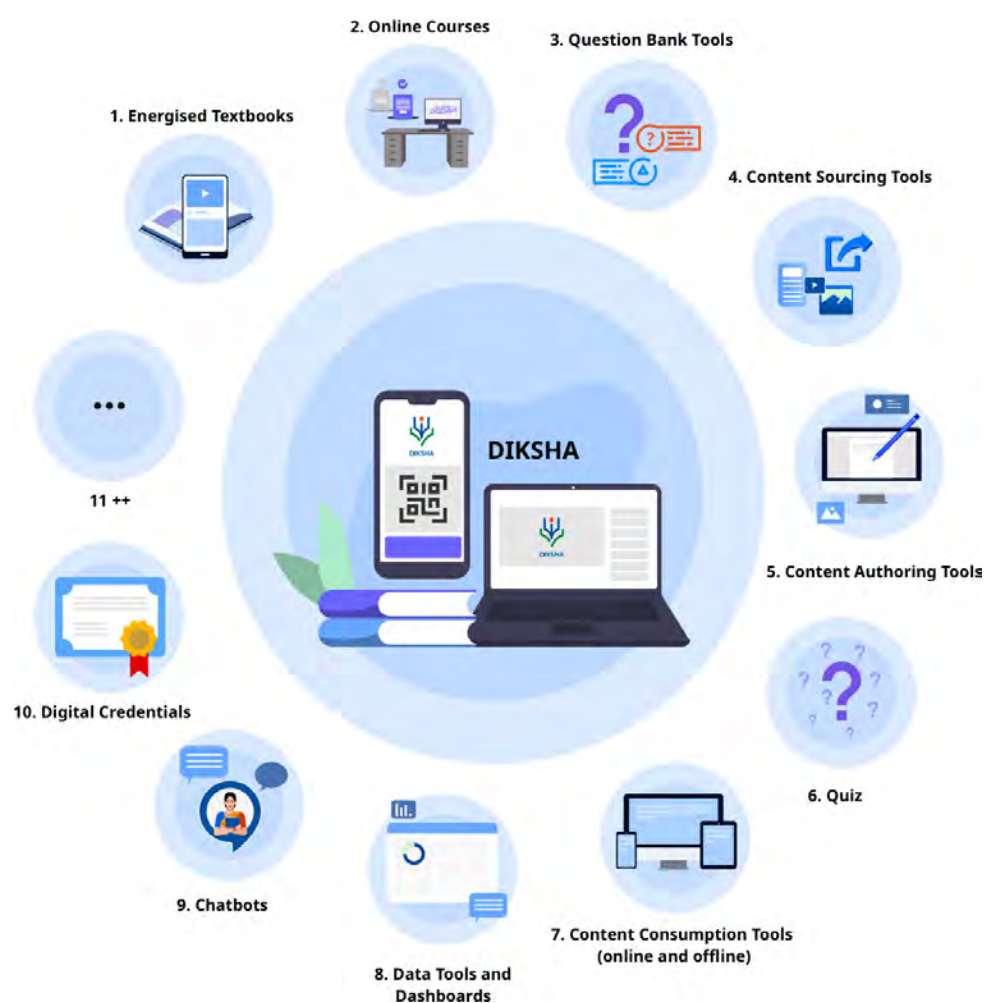 2. Online Courses
3. Question Bank Tools
1. Energised Textbooks
4. Content Sourcing Tools
DIKSHA
DIKSHA
DIKSHA
11 ++
5. Content Authoring Tools
10. Digital Credentials
6. Quiz
9. Chatbots
7. Content Consumption Tools
(online and offline)
8. Data Tools and
Dashboards